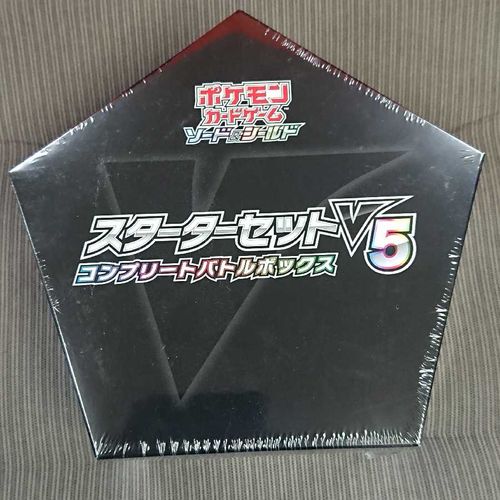 ポケモン
カードゲーム
ソード&シールド
スターターセットV5
コンプリートバトルボックス